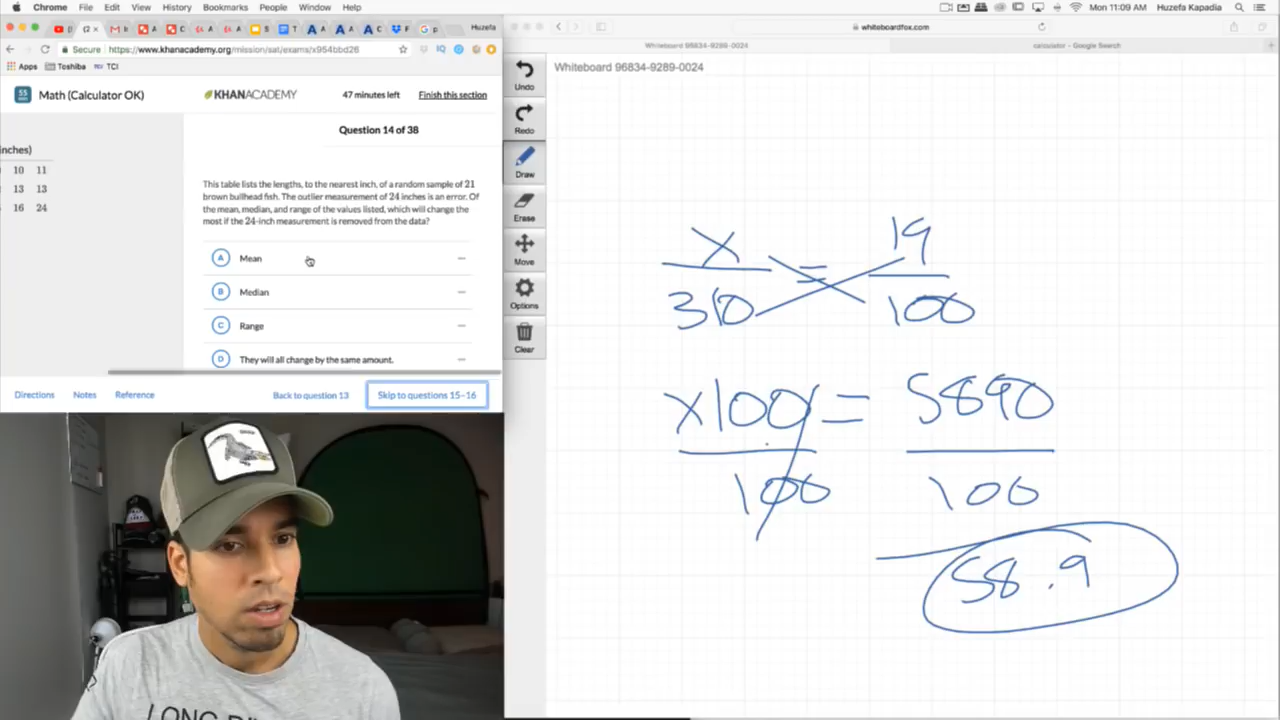 Chrome File Edit View History Bookmarks People Window Help
Mon 11:09 AM Huzefa Kapadia
Huzefa
Secure https://www.khanacademy.org/mission/sat/exams/x954bbd26
Apps Toshiba TCI
whiteboardfox.com
Whiteboard 96834-9289-0024
calculator - Google Search
Math (Calculator OK)
KHANACADEMY
47 minutes left
Finish this section
Question 14 of 38
inches)
10 11
13 13
16 24
This table lists the lengths, to the nearest inch, of a random sample of 21
brown bullhead fish. The outlier measurement of 24 inches is an error. Of
the mean, median, and range of the values listed, which will change the
most if the 24-inch measurement is removed from the data?
A Mean
B Median
C Range
D They will all change by the same amount.
Directions Notes Reference Back to question 13 Skip to questions 15–16
Whiteboard 96834-9289-0024
Undo
Redo
Draw
Erase
Move
Options
Clear
x = 19
310 100
x100 = 5890
100 100
58.9
LONG DI